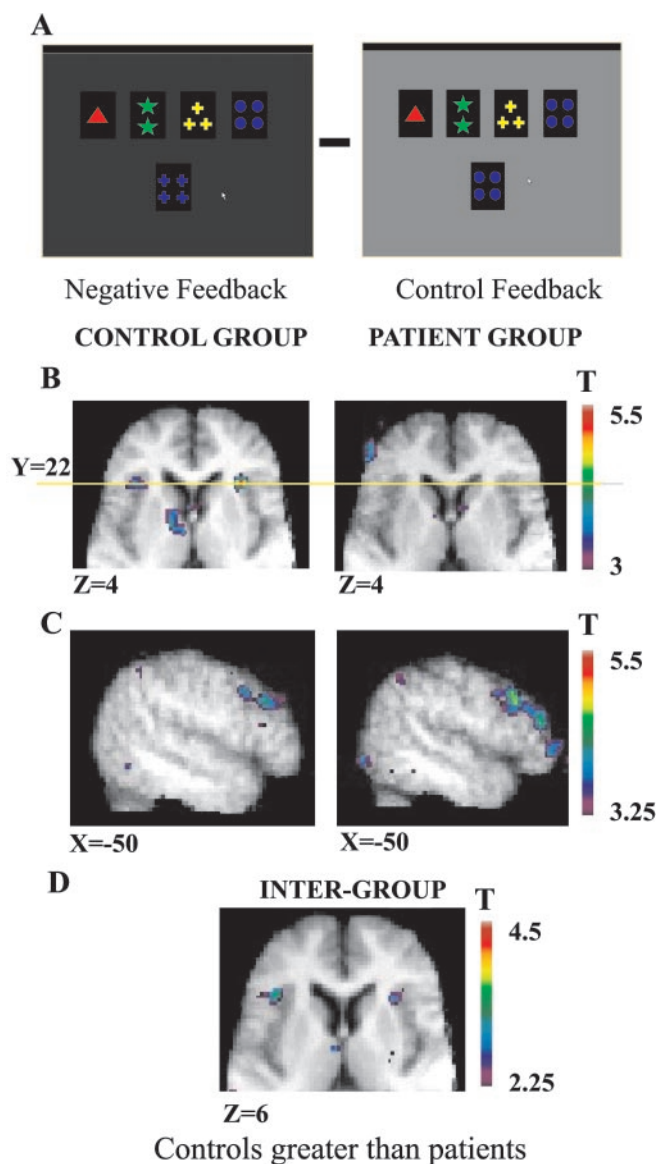 A
Negative Feedback
Control Feedback
CONTROL GROUP
PATIENT GROUP
B
T
5.5
Y=22
3
Z=4
Z=4
C
T
5.5
3.25
X=-50
X=-50
D
INTER-GROUP
T
4.5
2.25
Z=6
Controls greater than patients